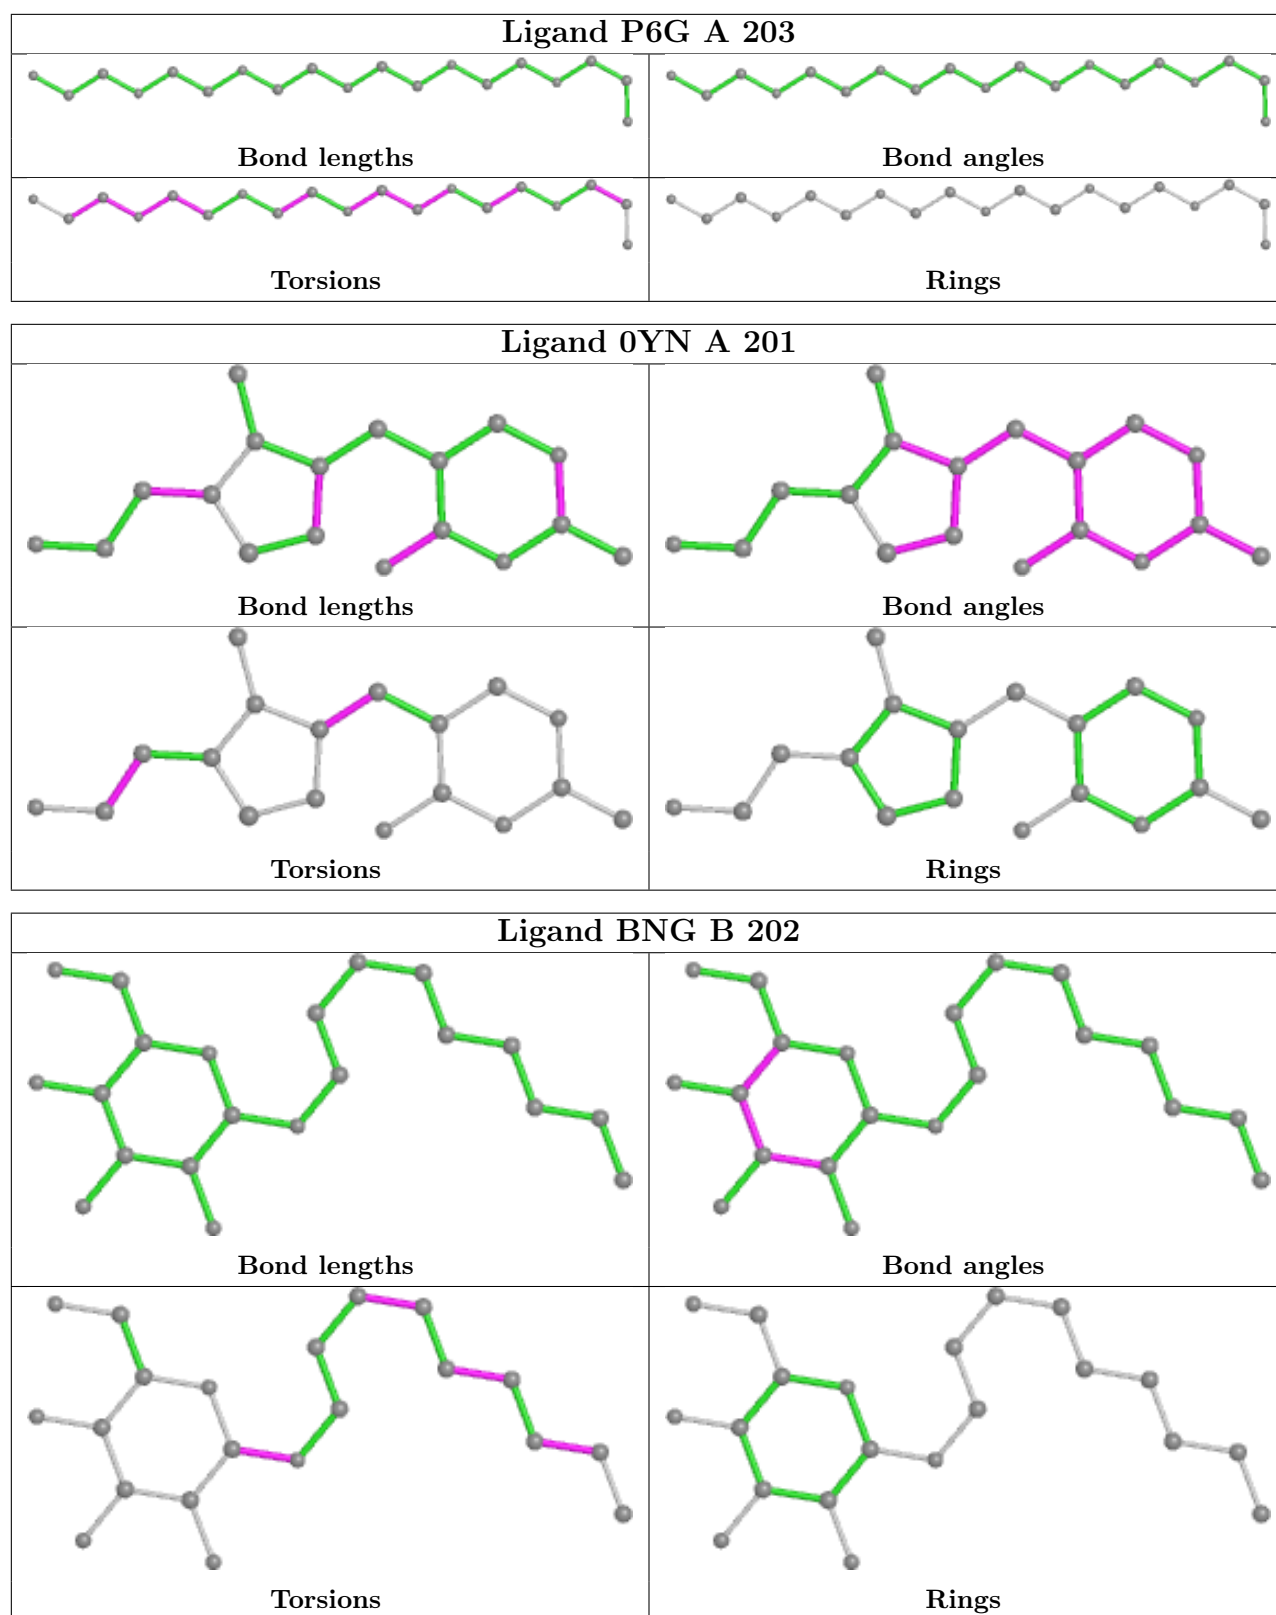 Ligand P6G A 203
Bond lengths
Bond angles
Torsions
Rings
Ligand 0YN A 201
Bond lengths
Bond angles
Torsions
Rings
Ligand BNG B 202
Bond lengths
Bond angles
Torsions
Rings